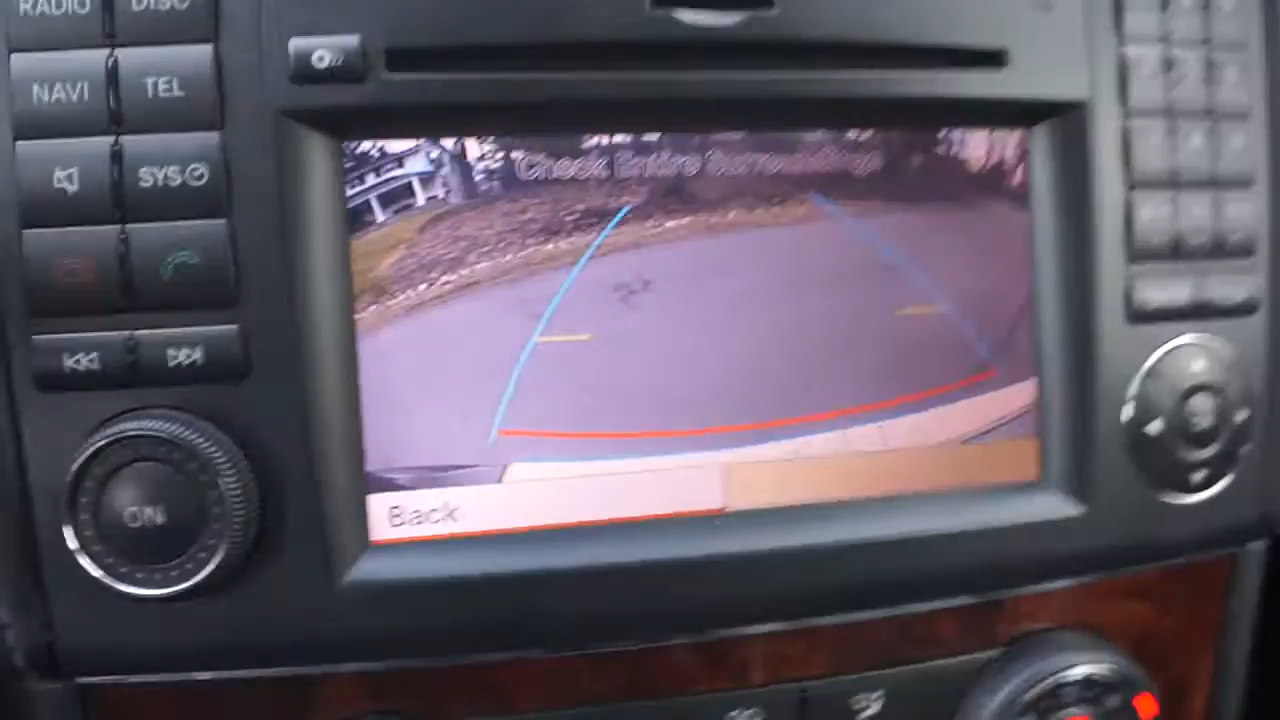 RADIO DISC
NAVI TEL
SYS
Check Entire Surroundings
ON
Back